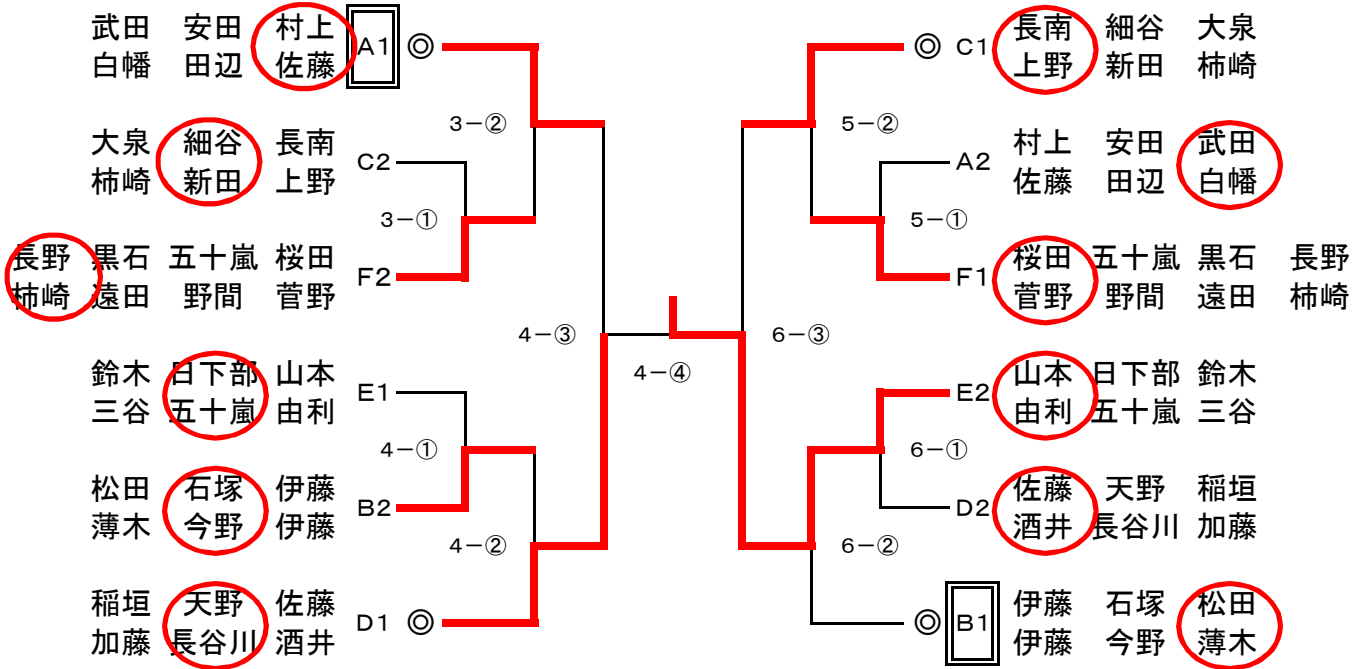 武田 安田 村上 A1 ◎
白幡 田辺 佐藤
3-②
大泉 細谷 長南 C2
柿崎 新田 上野
3-①
長野 黒石 五十嵐 桜田 F2
柿崎 遠田 野間 菅野
4-③
鈴木 日下部 山本 E1
三谷 五十嵐 由利
4-①
松田 石塚 伊藤 B2
薄木 今野 伊藤
4-②
稲垣 天野 佐藤 D1 ◎
加藤 長谷川 酒井
4-④
◎ C1 長南 細谷 大泉
上野 新田 柿崎
5-②
A2 村上 安田 武田
佐藤 田辺 白幡
5-①
F1 桜田 五十嵐 黒石 長野
菅野 野間 遠田 柿崎
6-③
E2 山本 日下部 鈴木
由利 五十嵐 三谷
6-①
D2 佐藤 天野 稲垣
酒井 長谷川 加藤
6-②
◎ B1 伊藤 石塚 松田
伊藤 今野 薄木